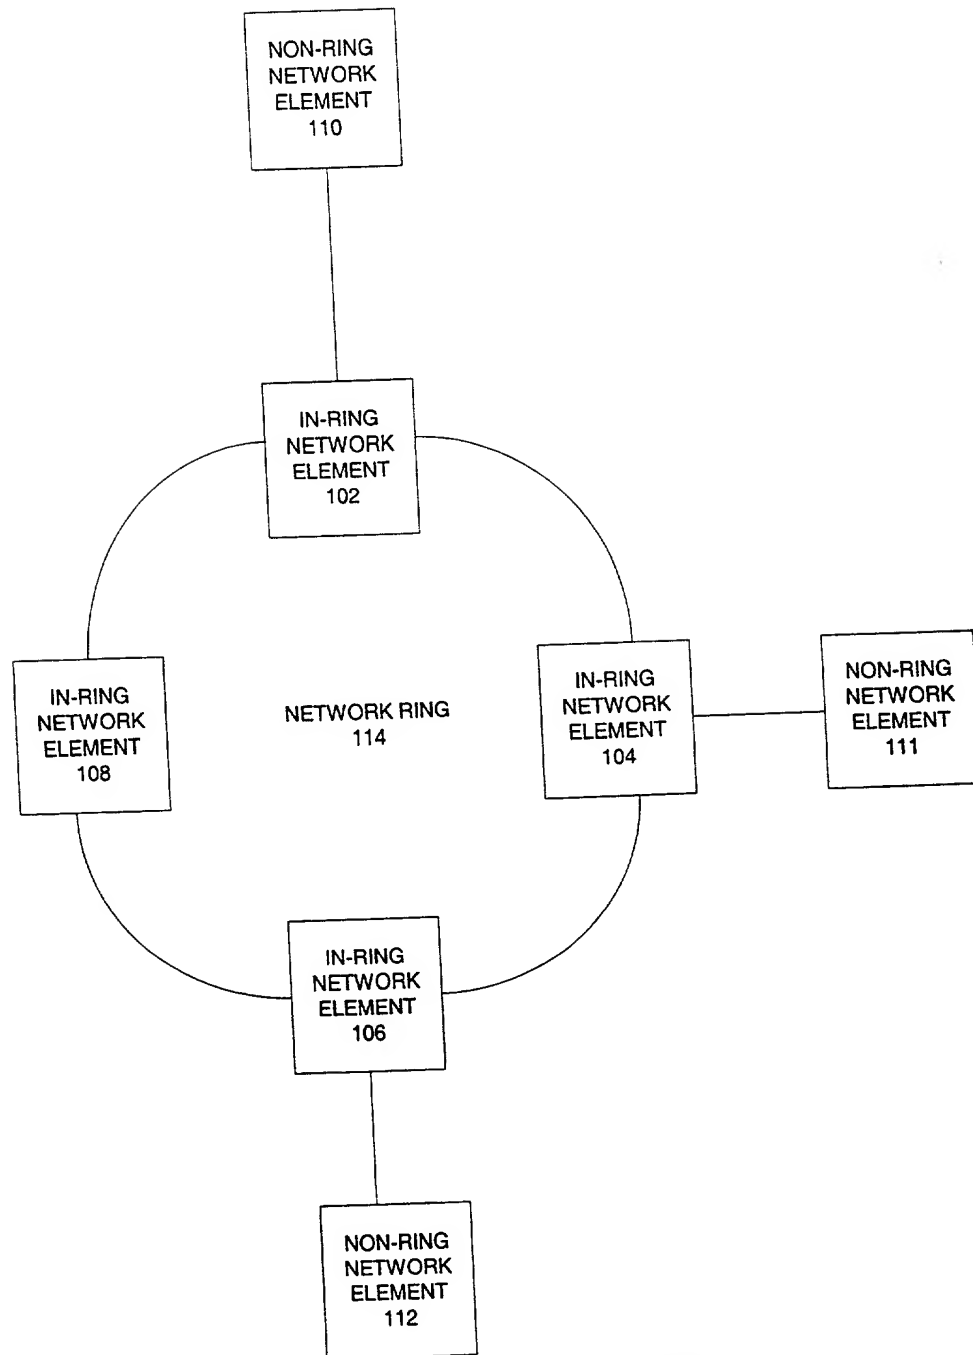 NON-RING
NETWORK
ELEMENT
110
IN-RING
NETWORK
ELEMENT
102
IN-RING
NETWORK
ELEMENT
108
NETWORK RING
114
IN-RING
NETWORK
ELEMENT
104
NON-RING
NETWORK
ELEMENT
111
IN-RING
NETWORK
ELEMENT
106
NON-RING
NETWORK
ELEMENT
112